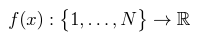 f(x) : {1, . . . , N} → ℝ